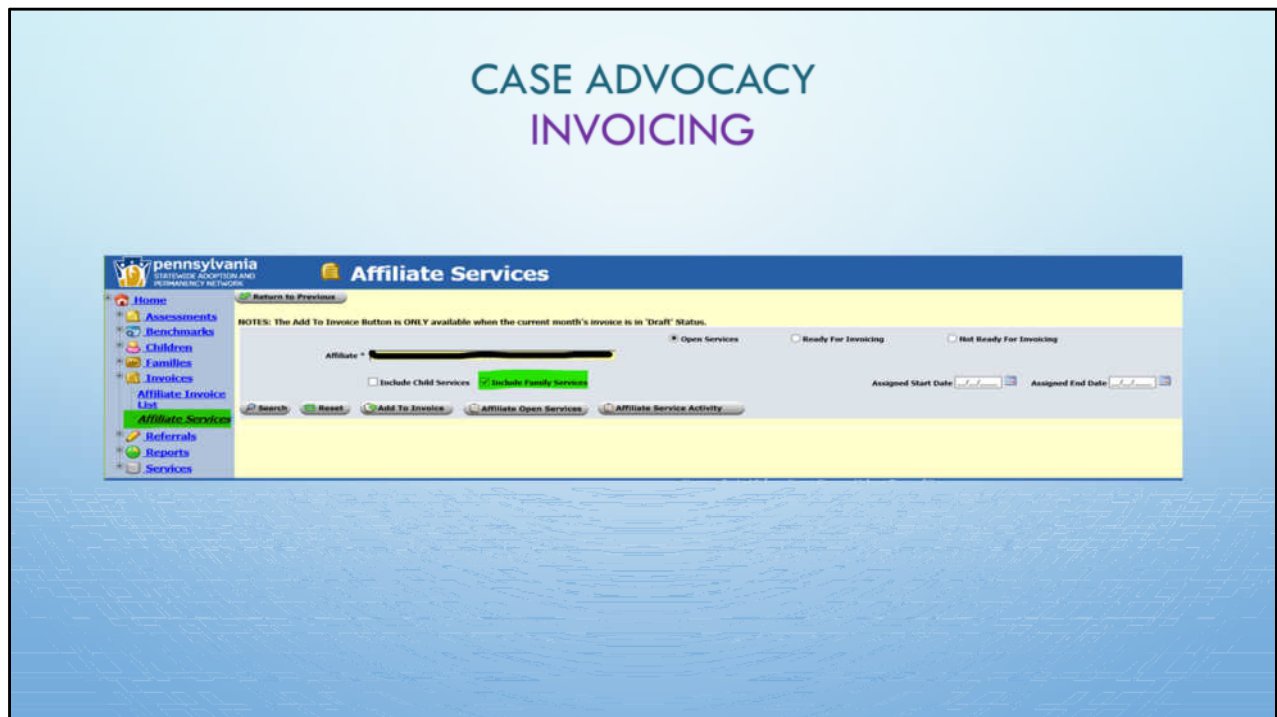 CASE ADVOCACY
INVOICING
pennsylvania
STATEWIDE ADOPTION AND
PERMANENCY NETWORK
Affiliate Services
Home
Assessments
Benchmarks
Children
Families
Invoices
Affiliate Invoice
List
Affiliate Services
Referrals
Reports
Services
Return to Previous
NOTES: The Add To Invoice Button is ONLY available when the current month's invoice is in 'Draft' Status.
Open Services Ready For Invoicing Not Ready For Invoicing
Affiliate *
Include Child Services Include Family Services Assigned Start Date _/_/_ Assigned End Date _/_/_
Search Reset Add To Invoice Affiliate Open Services Affiliate Service Activity